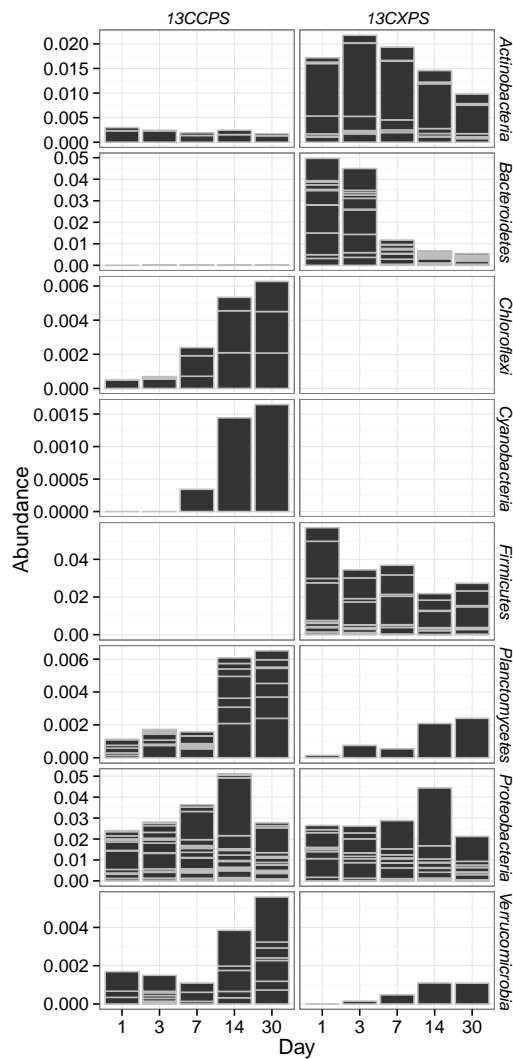 13CCPS 13CXPS
0.020
0.015
0.010
0.005
0.000
Actinobacteria
0.05
0.04
0.03
0.02
0.01
0.00
Bacteroidetes
0.006
0.004
0.002
0.000
Chloroflexi
0.0015
0.0010
0.0005
0.0000
Cyanobacteria
Abundance
0.04
0.02
0.00
Firmicutes
0.006
0.004
0.002
0.000
Planctomycetes
0.05
0.04
0.03
0.02
0.01
0.00
Proteobacteria
0.004
0.002
0.000
Verrucomicrobia
1 3 7 14 30 1 3 7 14 30
Day